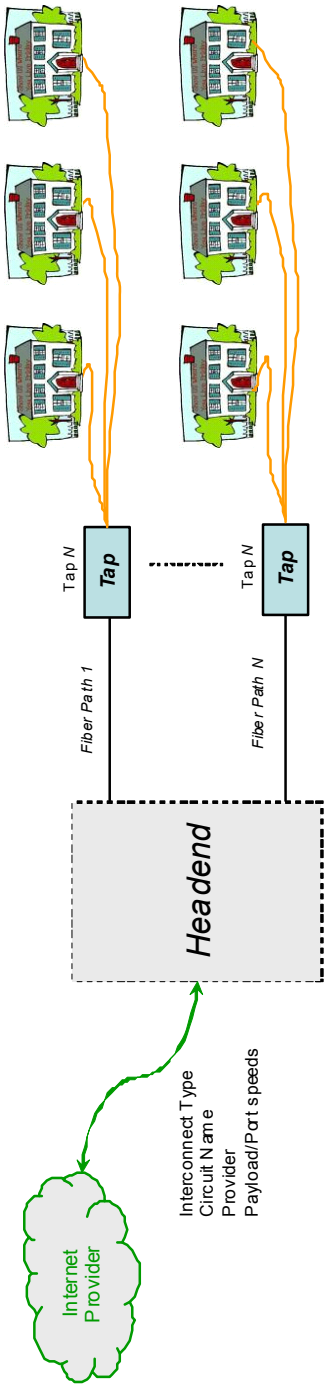 Internet
Provider
Interconnect Type
Circuit Name
Provider
Payload/Port speeds
Headend
Fiber Path 1
Fiber Path N
Tap N
Tap
Tap N
Tap